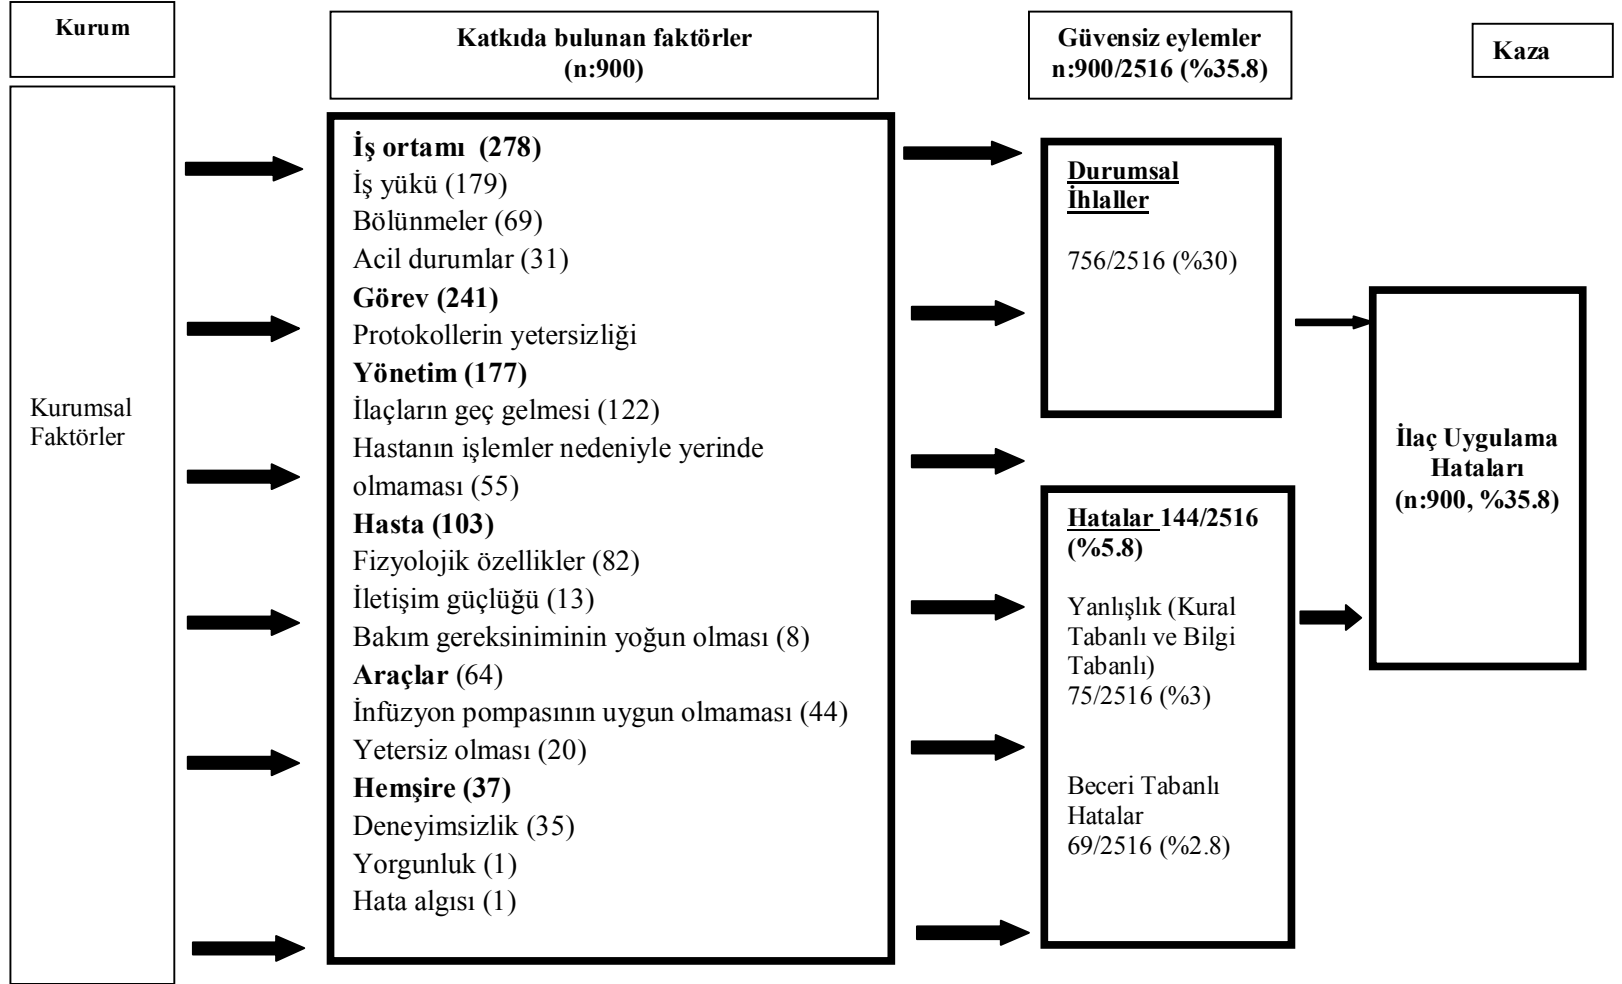 Kurum
Katkıda bulunan faktörler
(n:900)
Güvensiz eylemler
n:900/2516 (%35.8)
Kaza
Kurumsal
Faktörler
İş ortamı (278)
İş yükü (179)
Bölünmeler (69)
Acil durumlar (31)
Görev (241)
Protokollerin yetersizliği
Yönetim (177)
İlaçların geç gelmesi (122)
Hastanın işlemler nedeniyle yerinde
olmaması (55)
Hasta (103)
Fizyolojik özellikler (82)
İletişim güçlüğü (13)
Bakım gereksiniminin yoğun olması (8)
Araçlar (64)
İnfüzyon pompasının uygun olmaması (44)
Yetersiz olması (20)
Hemşire (37)
Deneyimsizlik (35)
Yorgunluk (1)
Hata algısı (1)
Durumsal
İhlaller
756/2516 (%30)
Hatalar 144/2516
(%5.8)
Yanlışlık (Kural
Tabanlı ve Bilgi
Tabanlı)
75/2516 (%3)
Beceri Tabanlı
Hatalar
69/2516 (%2.8)
İlaç Uygulama
Hataları
(n:900, %35.8)